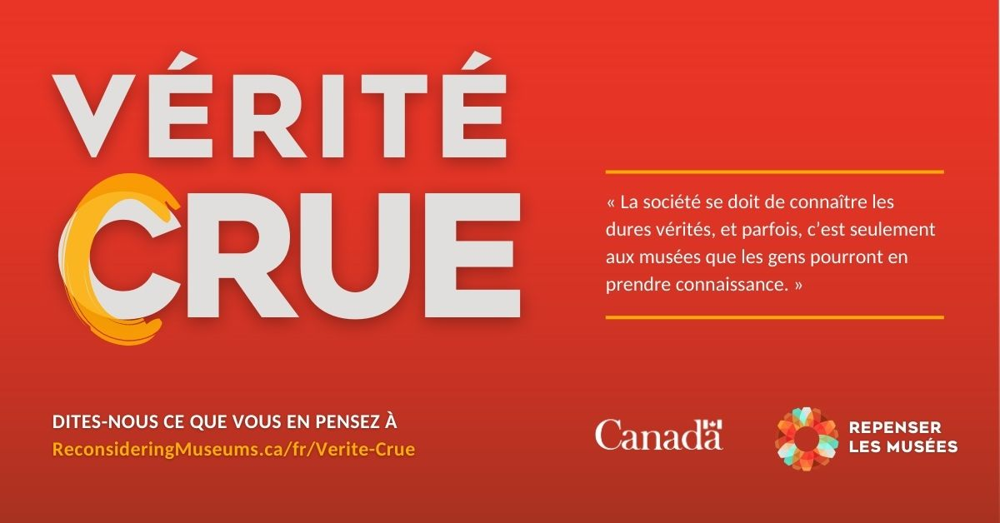 VÉRITÉ
CRUE
« La société se doit de connaître les
dures vérités, et parfois, c'est seulement
aux musées que les gens pourront en
prendre connaissance. »
DITES-NOUS CE QUE VOUS EN PENSEZ À
ReconsideringMuseums.ca/fr/Verite-Crue
Canada
REPENSER
LES MUSÉES